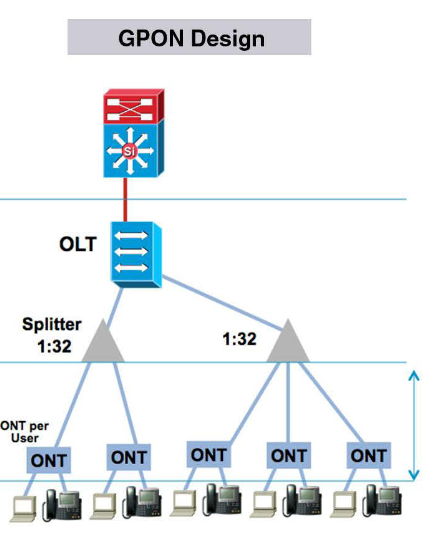 GPON Design
Si
OLT
Splitter
1:32
1:32
ONT per
User
ONT
ONT
ONT
ONT
ONT